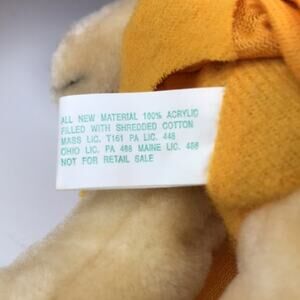 ALL NEW MATERIAL 100% ACRYLIC
FILLED WITH SHREDDED COTTON
MASS LIC. T161 PA LIC. 448
OHIO LIC. PA 488 MAINE LIC. 488
NOT FOR RETAIL SALE